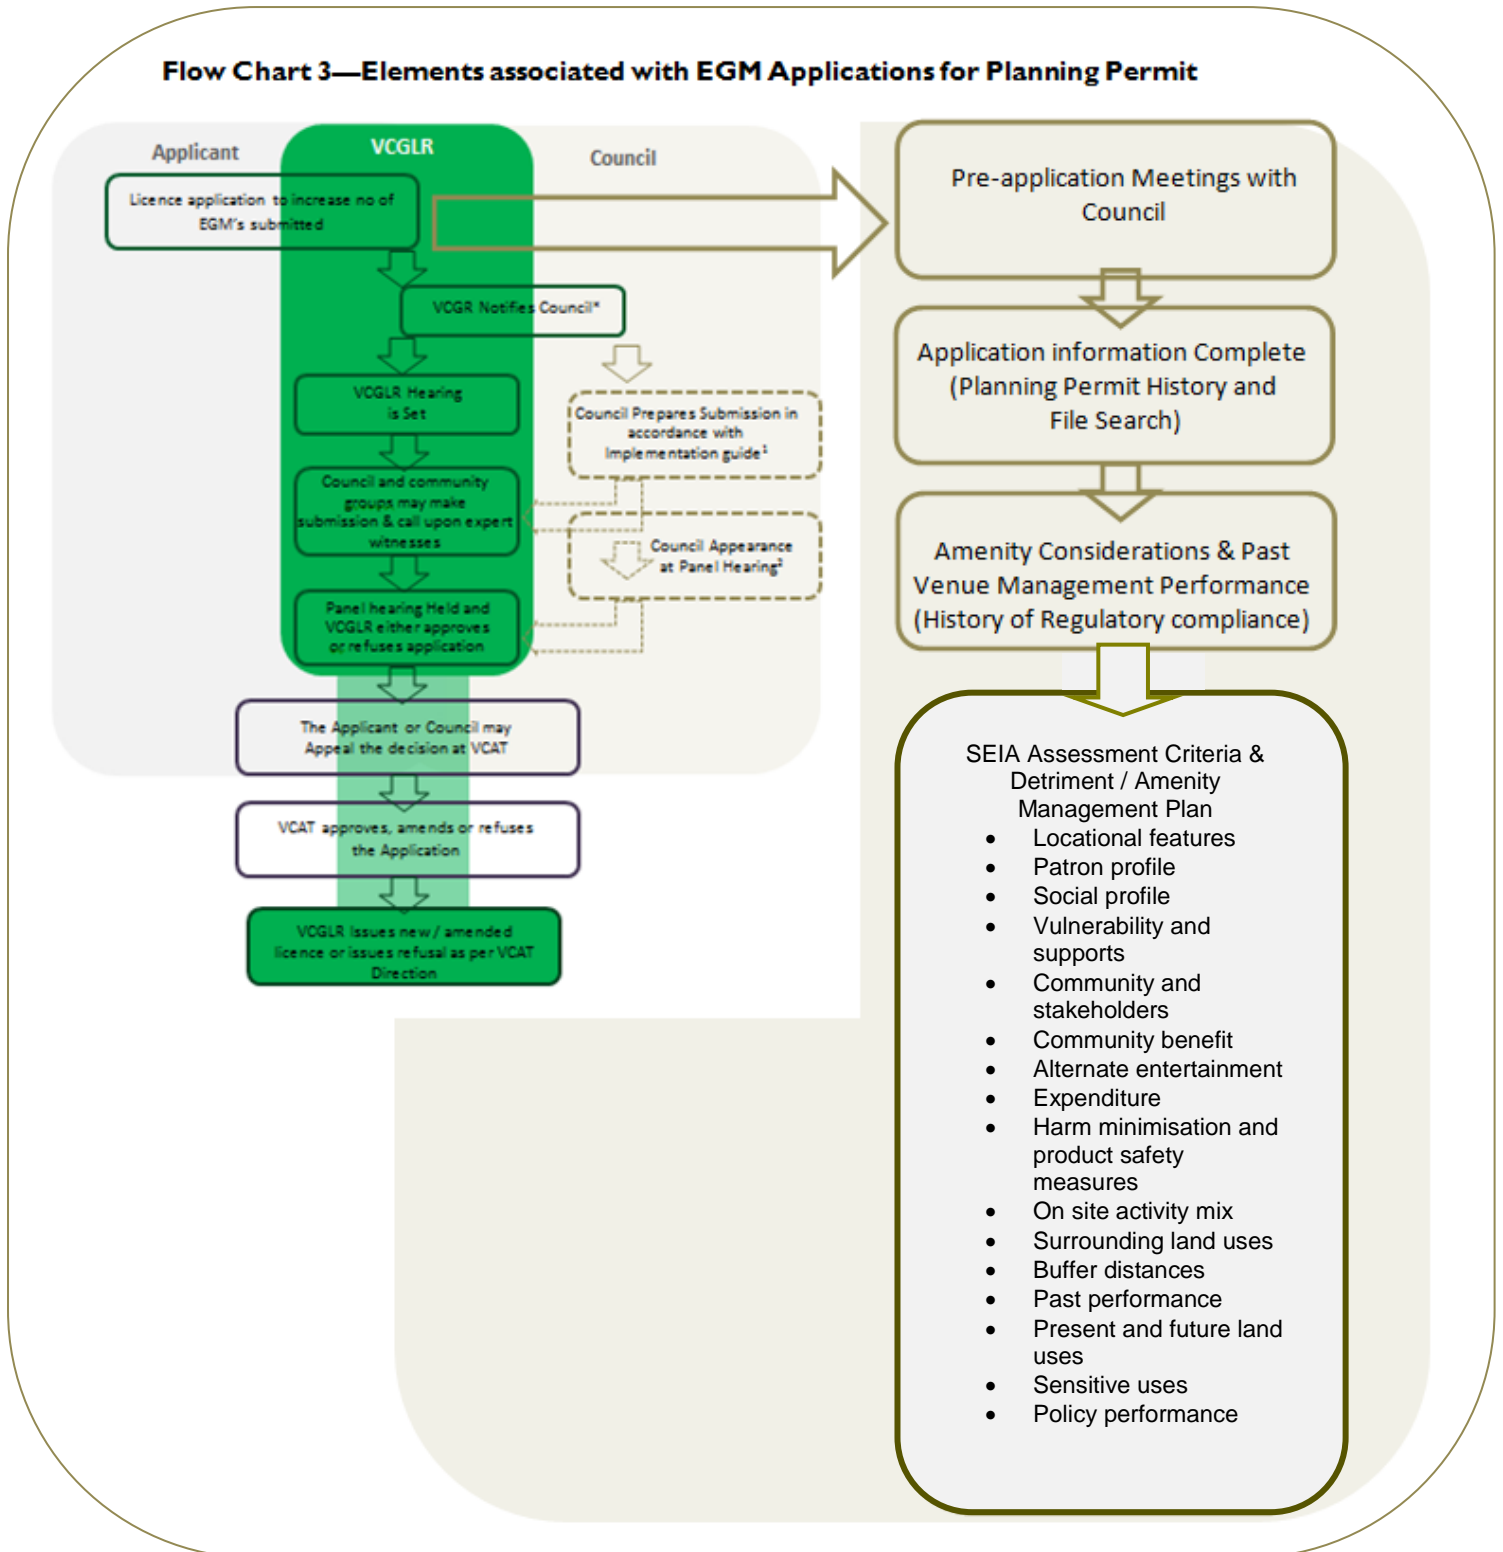 Flow Chart 3—Elements associated with EGM Applications for Planning Permit
Applicant
VCGLR
Council
Licence application to increase no of
EGM's submitted
VCGR Notifies Council*
VCGLR Hearing
is Set
Council and community
groups may make
submission & call upon expert
witnesses
Panel hearing Held and
VCGLR either approves
or refuses application
Council Prepares Submission in
accordance with
Implementation guide¹
Council Appearance
at Panel Hearing²
The Applicant or Council may
Appeal the decision at VCAT
VCAT approves, amends or refuses
the Application
VCGLR Issues new / amended
licence or issues refusal as per VCAT
Direction
Pre-application Meetings with
Council
Application information Complete
(Planning Permit History and
File Search)
Amenity Considerations & Past
Venue Management Performance
(History of Regulatory compliance)
SEIA Assessment Criteria &
Detriment / Amenity
Management Plan
• Locational features
• Patron profile
• Social profile
• Vulnerability and
supports
• Community and
stakeholders
• Community benefit
• Alternate entertainment
• Expenditure
• Harm minimisation and
product safety
measures
• On site activity mix
• Surrounding land uses
• Buffer distances
• Past performance
• Present and future land
uses
• Sensitive uses
• Policy performance